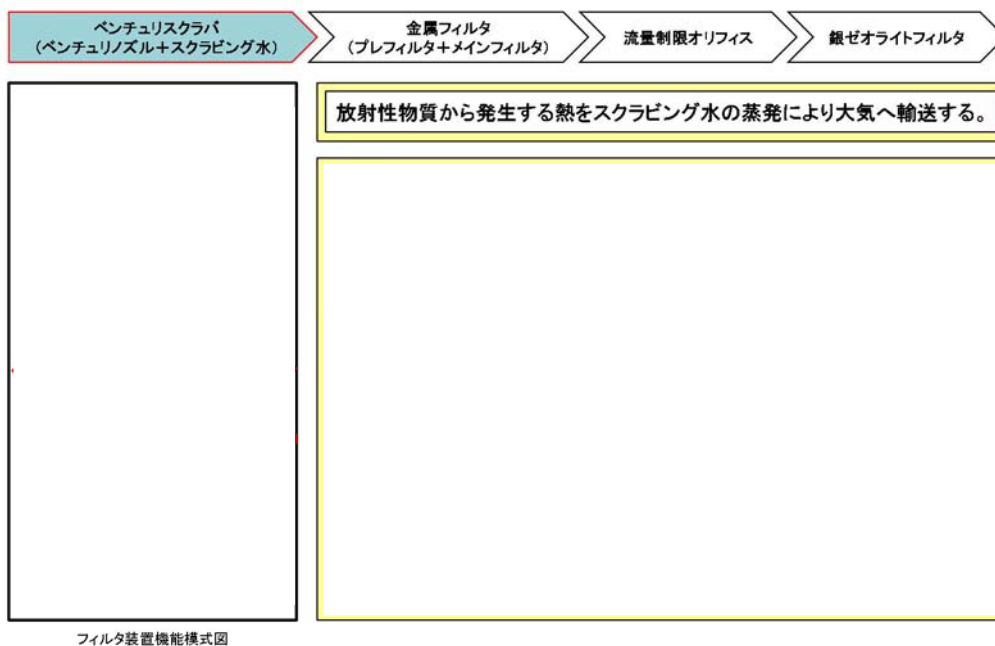 ベンチュリスクラバ
(ベンチュリノズル+スクラビング水)
金属フィルタ
(プレフィルタ+メインフィルタ)
流量制限オリフィス
銀ゼオライトフィルタ
放射性物質から発生する熱をスクラビング水の蒸発により大気へ輸送する。
フィルタ装置機能模式図